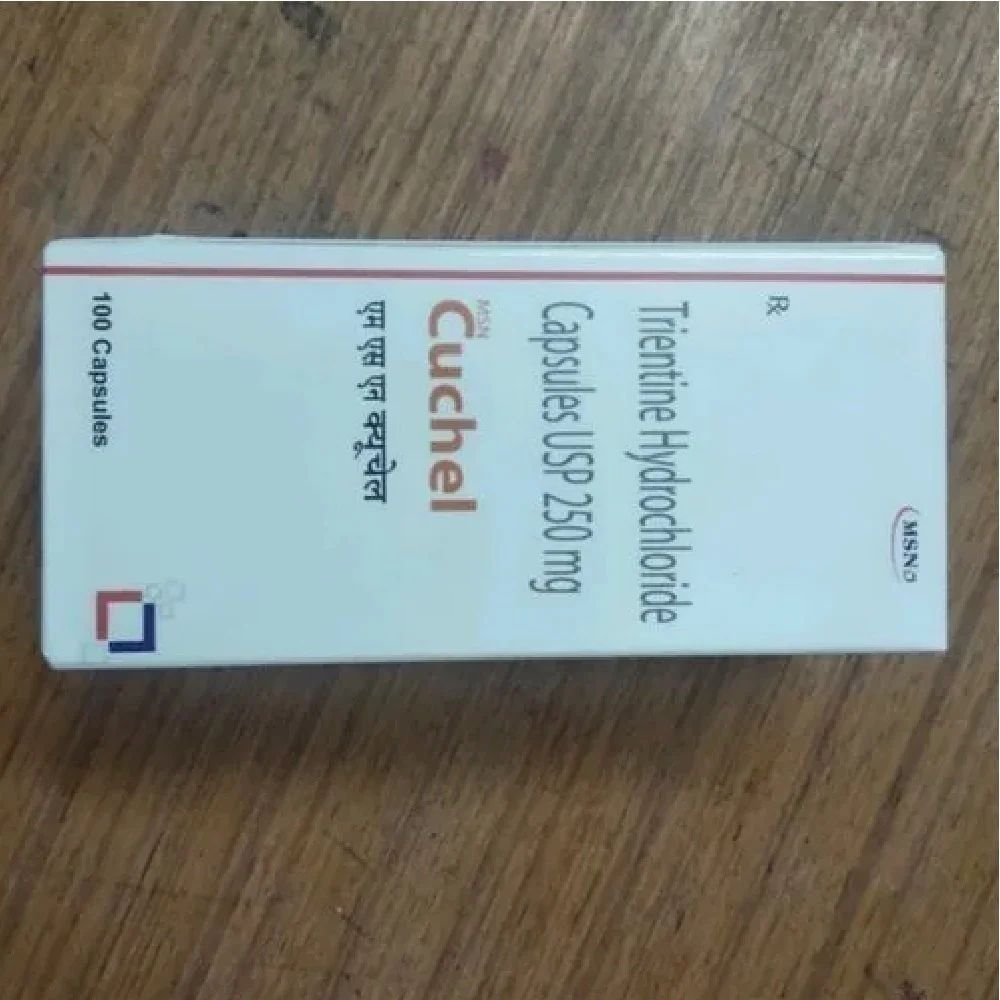 MSN
Rx
Trientine Hydrochloride
Capsules USP 250 mg
MSN
Cuchel
एम एस एन क्यूचेल
100 Capsules